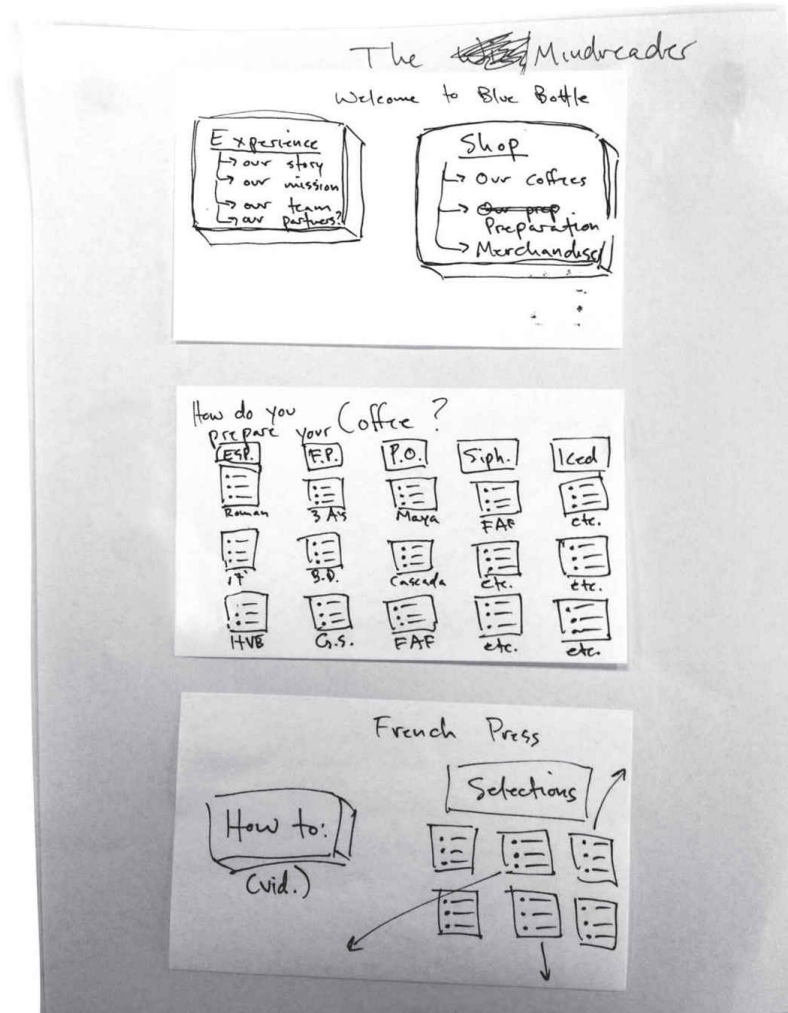 The Mindreader
Welcome to Blue Bottle
Experience
our story
our mission
our team
our partners?
Shop
Our coffees
Our prep
Preparation
Merchandise
How do you
prepare your Coffee?
ESP. F.P. P.O. Siph. Iced
Roman 3 A's Maya FAF etc.
B.D. Cascada etc. etc.
HVB G.S. FAF etc. etc.
French Press
Selections
How to:
(vid.)